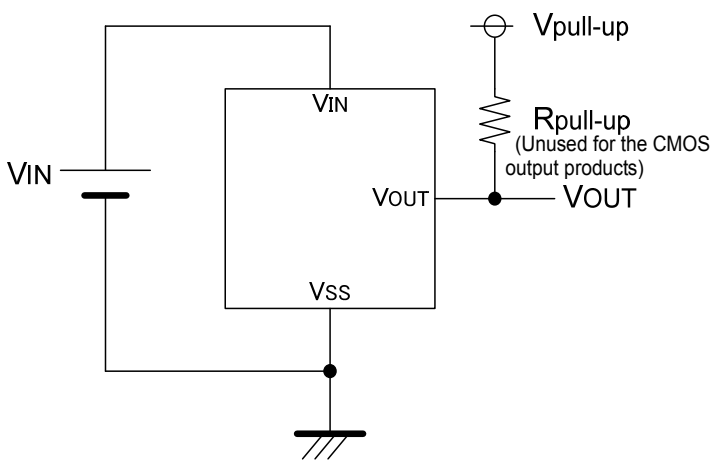 Vpull-up
VIN
Rpull-up
(Unused for the CMOS
output products)
VIN
VOUT
VOUT
VSS